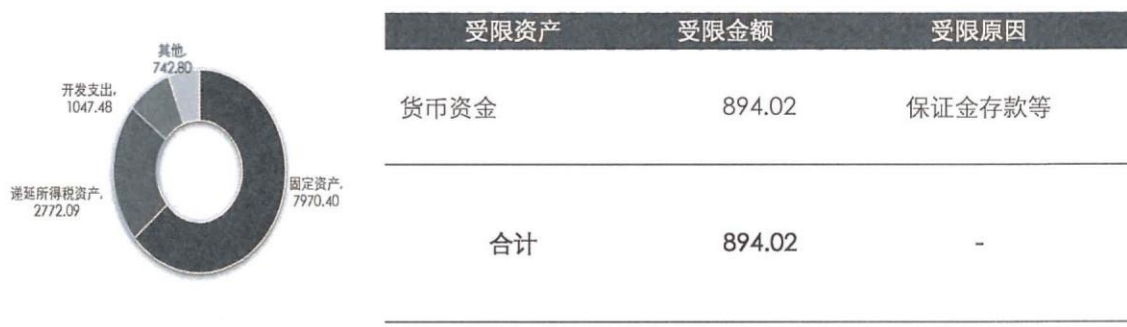 其他,
742.80
开发支出,
1047.48
递延所得税资产,
2772.09
固定资产,
7970.40
受限资产 受限金额 受限原因
货币资金 894.02 保证金存款等
合计 894.02 -